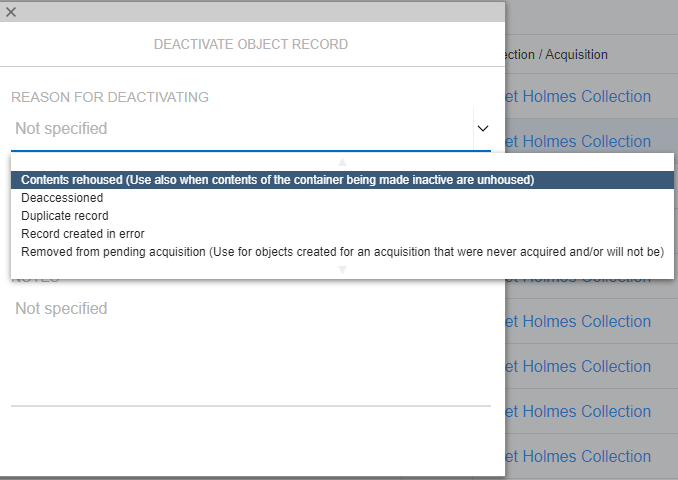 DEACTIVATE OBJECT RECORD
ection / Acquisition
REASON FOR DEACTIVATING
et Holmes Collection
Not specified
et Holmes Collection
Contents rehoused (Use also when contents of the container being made inactive are unhoused)
Deaccessioned
Duplicate record
Record created in error
Removed from pending acquisition (Use for objects created for an acquisition that were never acquired and/or will not be)
NOTES
et Holmes Collection
Not specified
et Holmes Collection
et Holmes Collection
et Holmes Collection
et Holmes Collection